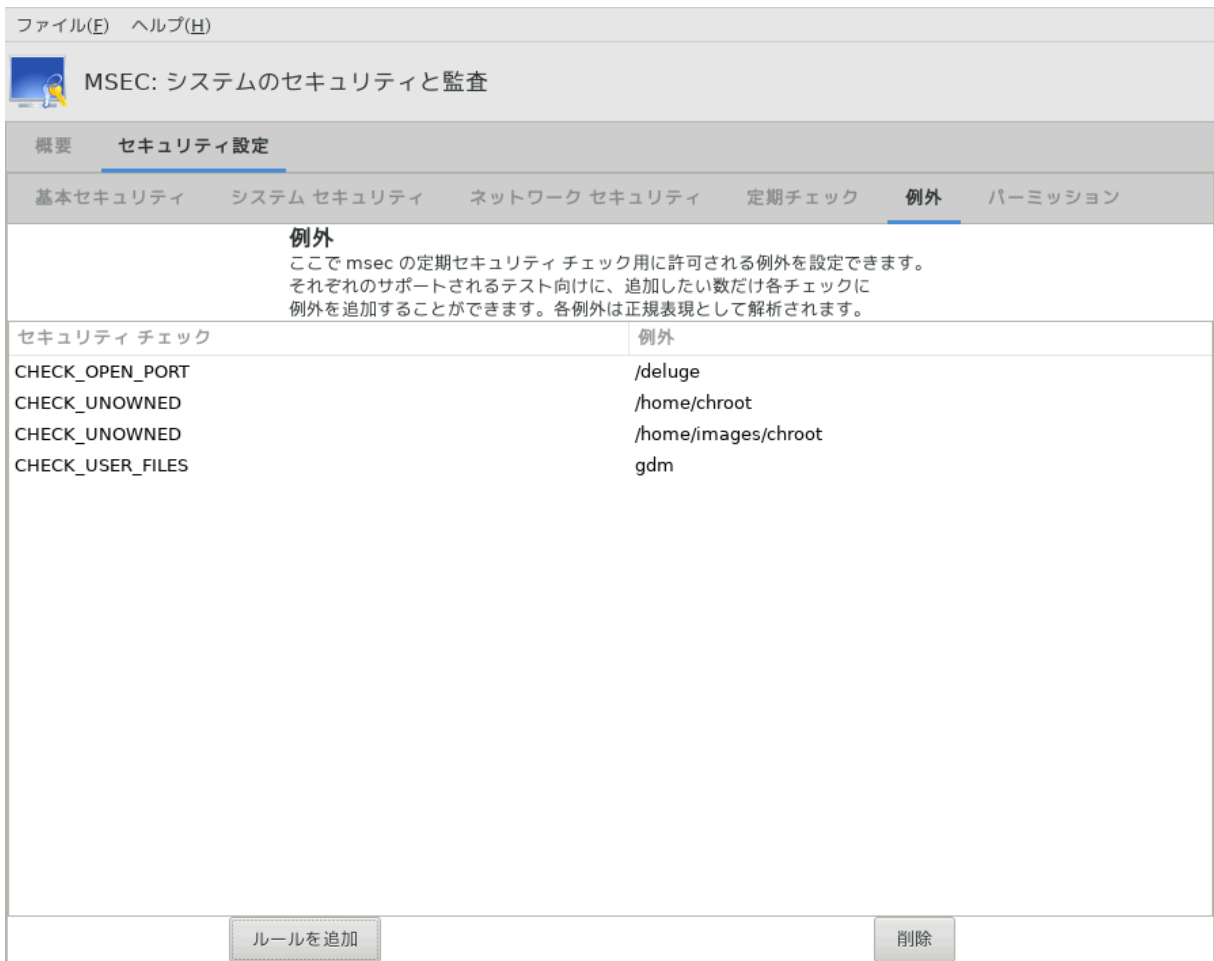 ファイル(F) ヘルプ(H)
MSEC: システムのセキュリティと監査
概要 セキュリティ設定
基本セキュリティ システム セキュリティ ネットワーク セキュリティ 定期チェック 例外 パーミッション
例外
ここで msec の定期セキュリティ チェック用に許可される例外を設定できます。
それぞれのサポートされるテスト向けに、追加したい数だけ各チェックに
例外を追加することができます。各例外は正規表現として解析されます。
セキュリティ チェック 例外
CHECK_OPEN_PORT /deluge
CHECK_UNOWNED /home/chroot
CHECK_UNOWNED /home/images/chroot
CHECK_USER_FILES gdm
ルールを追加 削除